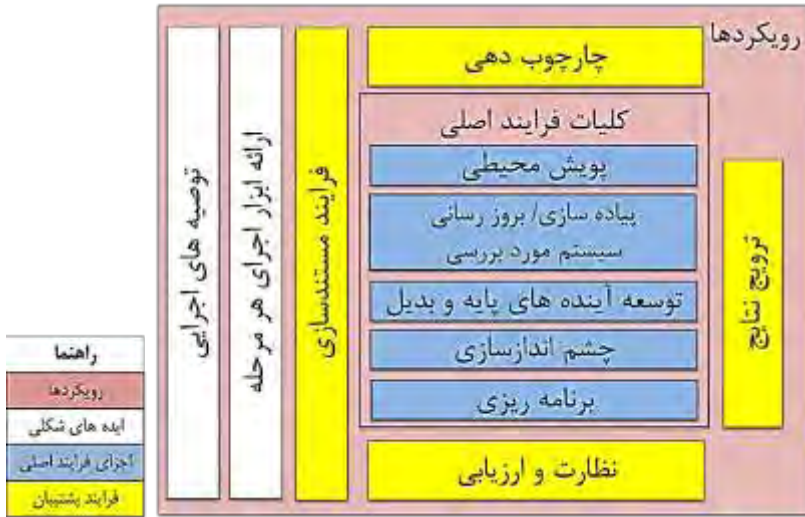 رویکردها
چارچوب دهی
کلیات فرایند اصلی
پویش محیطی
پیاده سازی/ بروز رسانی
سیستم مورد بررسی
توسعه آینده های پایه و بدیل
چشم اندازسازی
برنامه ریزی
نظارت و ارزیابی
ترویج نتایج
فرایند مستندسازی
ارائه ابزار اجرای هر مرحله
توصیه های اجرایی
راهنما
رویکردها
ایده های شکلی
اجزای فرایند اصلی
فرایند پشتیبان